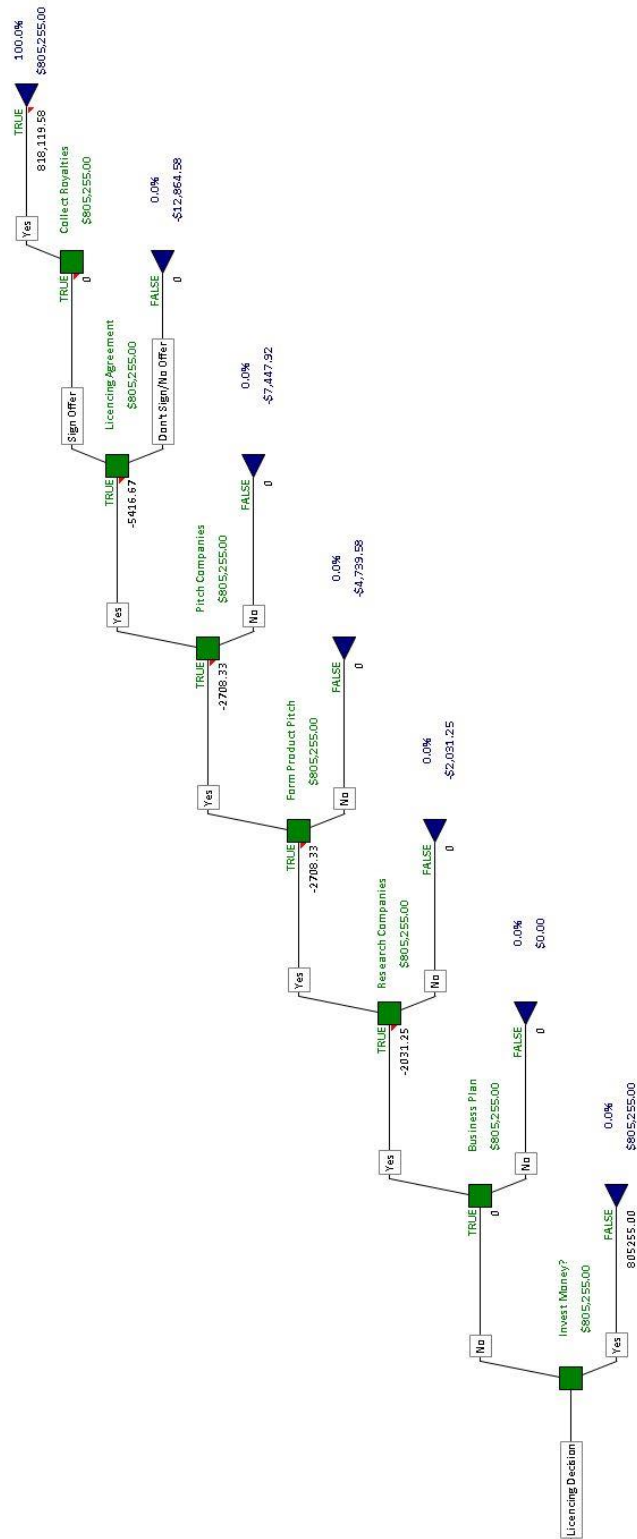 TRUE 100.0%
Yes
818,119.58 $805,255.00
TRUE Collect Royalties
Sign Offer
0 $805,255.00
TRUE Licencing Agreement
Yes
-5416.67 $805,255.00
FALSE 0.0%
Don't Sign/No Offer
0 -$12,864.58
TRUE Pitch Companies
Yes
-2708.33 $805,255.00
FALSE 0.0%
No
0 -$7,447.92
TRUE Form Product Pitch
Yes
-2708.33 $805,255.00
FALSE 0.0%
No
0 -$4,739.58
TRUE Research Companies
Yes
-2031.25 $805,255.00
FALSE 0.0%
No
0 -$2,031.25
TRUE Business Plan
No
0 $805,255.00
FALSE 0.0%
No
0 $0.00
Invest Money?
Licencing Decision
$805,255.00
FALSE 0.0%
Yes
805255.00 $805,255.00